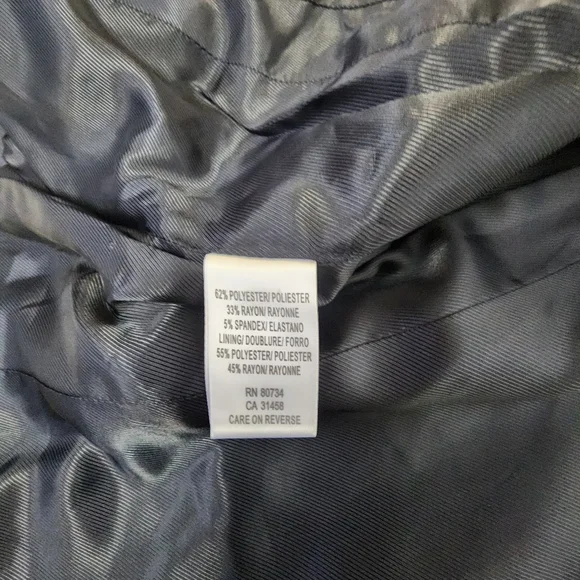 62% POLYESTER/ POLIESTER
33% RAYON/ RAYONNE
5% SPANDEX/ ELASTANO
LINING/ DOUBLURE/ FORRO
55% POLYESTER/ POLIESTER
45% RAYON/ RAYONNE
RN 80734
CA 31458
CARE ON REVERSE